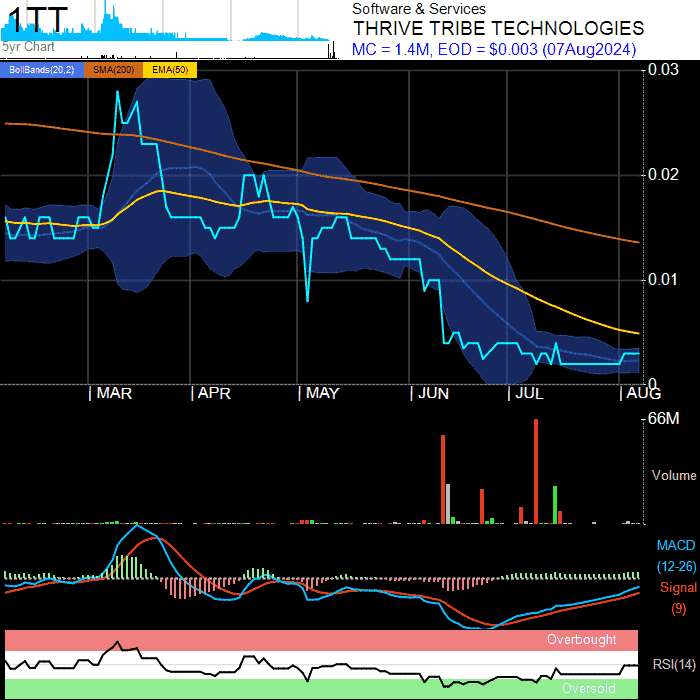 1TT
5yr Chart
Software & Services
THRIVE TRIBE TECHNOLOGIES
MC = 1.4M, EOD = $0.003 (07Aug2024)
BollBands(20,2) SMA(200) EMA(50)
0.03
0.02
0.01
0
MAR APR MAY JUN JUL AUG
66M
Volume
MACD
(12-26)
Signal
(9)
Overbought
RSI(14)
Oversold